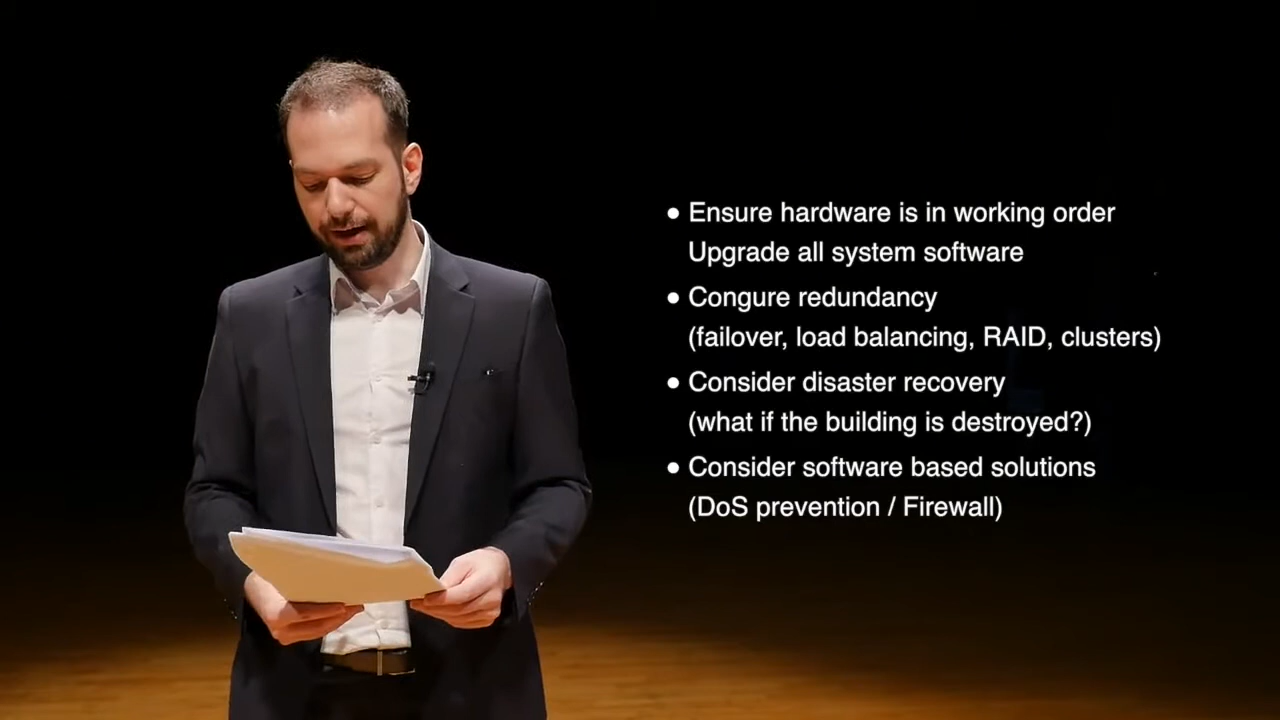 ● Ensure hardware is in working order
Upgrade all system software
● Congure redundancy
(failover, load balancing, RAID, clusters)
● Consider disaster recovery
(what if the building is destroyed?)
● Consider software based solutions
(DoS prevention / Firewall)